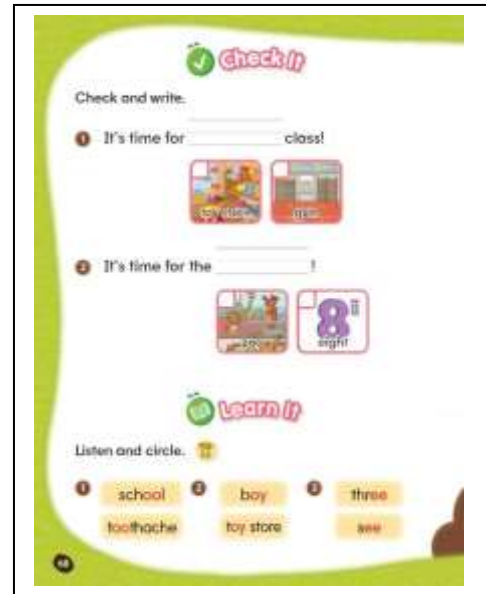 Check It
Check and write.
1 It's time for class!
toy store gym
2 It's time for the !
zoo eight
Learn It
Listen and circle.
1 school 2 boy 3 three
toothache toy store see
68